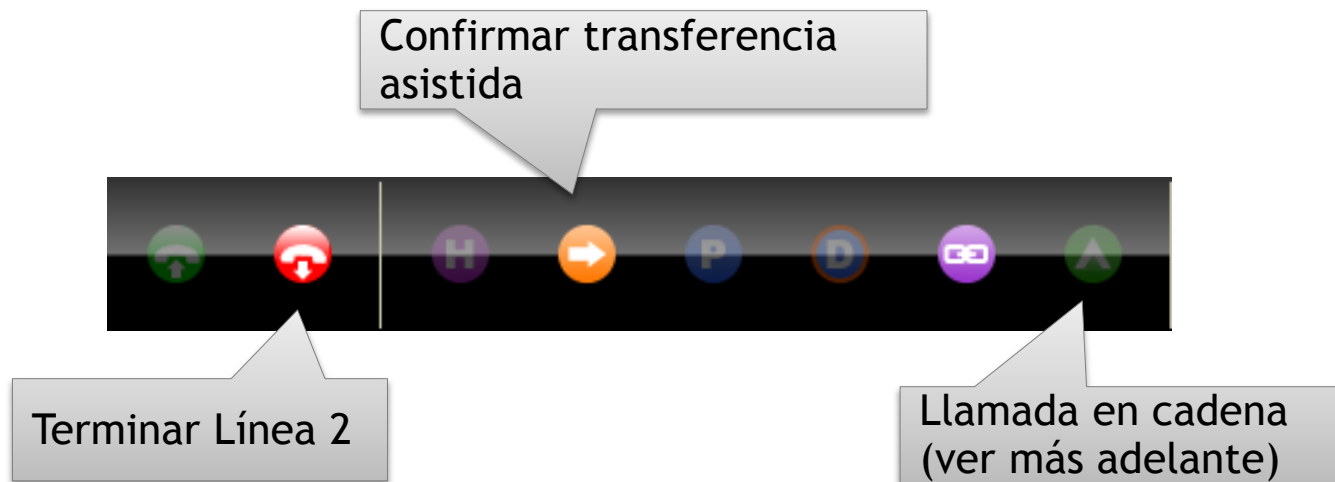 Confirmar transferencia
asistida
H
P
D
Terminar Línea 2
Llamada en cadena
(ver más adelante)